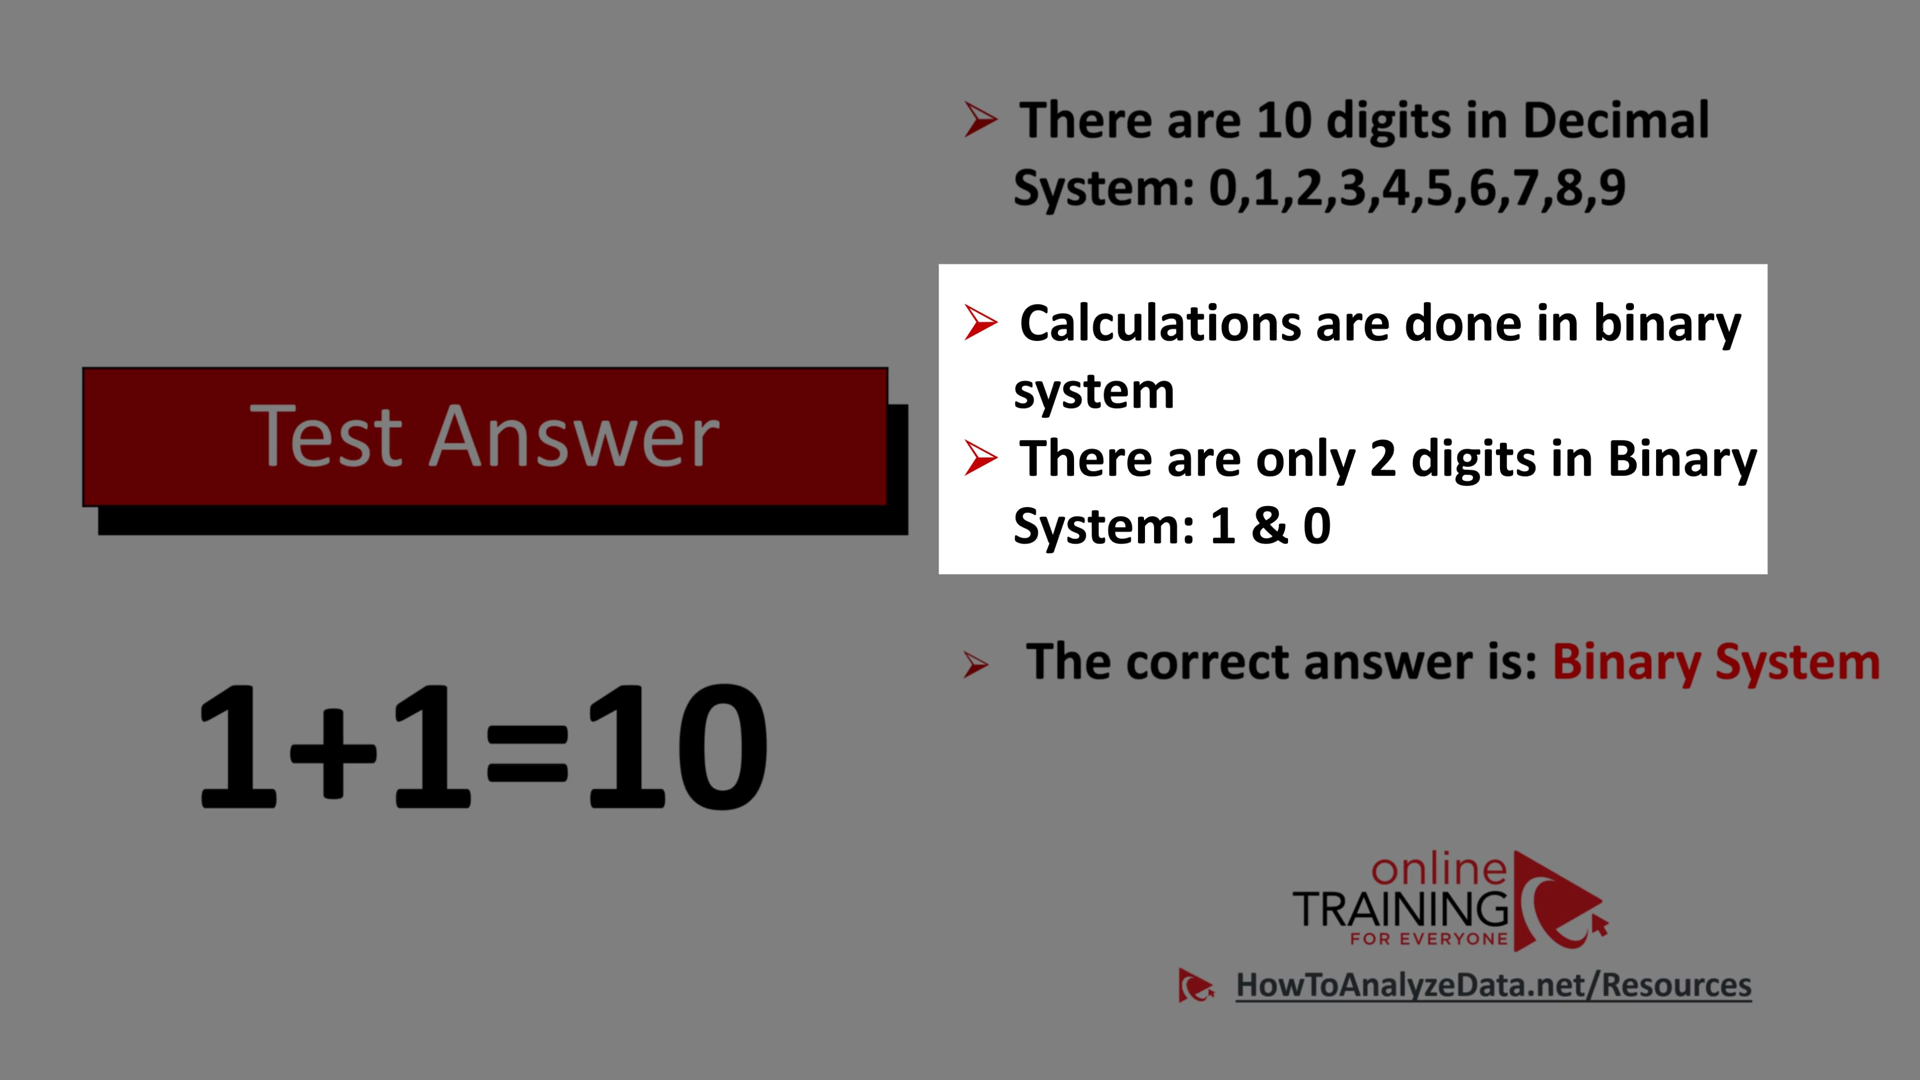 Test Answer
1+1=10
There are 10 digits in Decimal
System: 0,1,2,3,4,5,6,7,8,9
Calculations are done in binary
system
There are only 2 digits in Binary
System: 1 & 0
The correct answer is: Binary System
online
TRAINING
FOR EVERYONE
HowToAnalyzeData.net/Resources